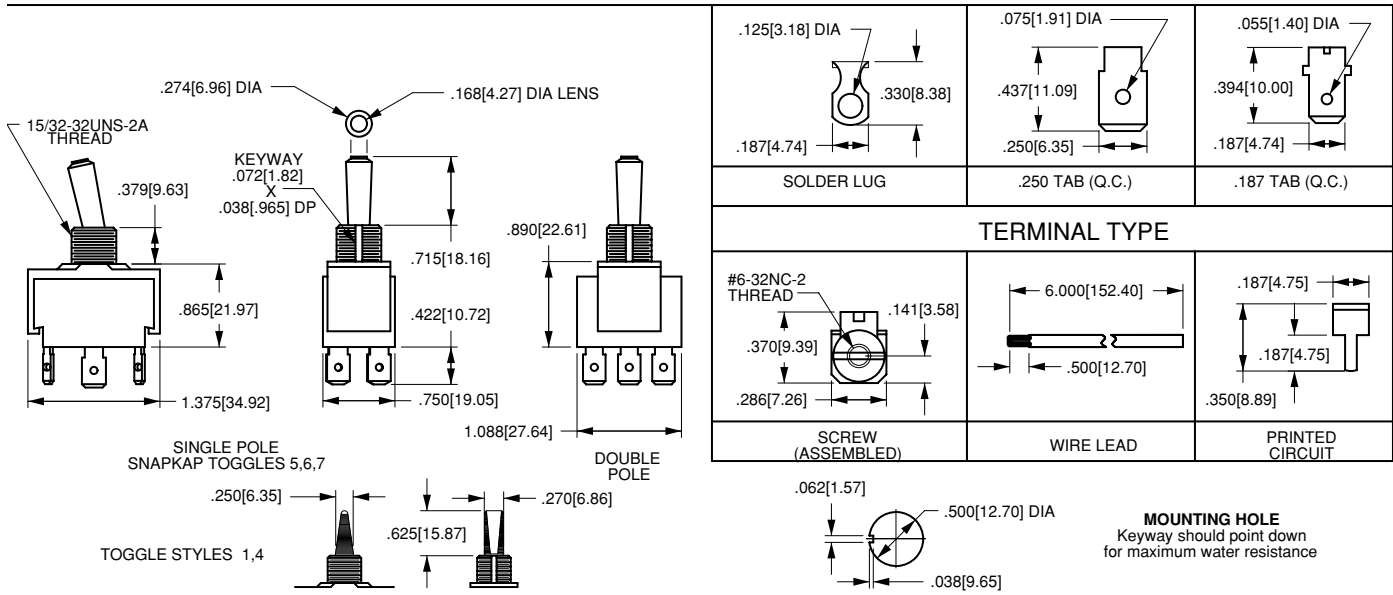 .274[6.96] DIA
.168[4.27] DIA LENS
15/32-32UNS-2A
THREAD
KEYWAY
.072[1.82]
X
.038[.965] DP
.379[9.63]
.715[18.16]
.890[22.61]
.865[21.97]
.422[10.72]
1.375[34.92]
.750[19.05]
1.088[27.64]
SINGLE POLE
SNAPKAP TOGGLES 5,6,7
DOUBLE
POLE
.250[6.35]
.270[6.86]
.625[15.87]
TOGGLE STYLES 1,4
.125[3.18] DIA
.330[8.38]
.187[4.74]
SOLDER LUG
.075[1.91] DIA
.437[11.09]
.250[6.35]
.250 TAB (Q.C.)
.055[1.40] DIA
.394[10.00]
.187[4.74]
.187 TAB (Q.C.)
TERMINAL TYPE
#6-32NC-2
THREAD
.141[3.58]
.370[9.39]
.286[7.26]
SCREW
(ASSEMBLED)
6.000[152.40]
.500[12.70]
WIRE LEAD
.187[4.75]
.187[4.75]
.350[8.89]
PRINTED
CIRCUIT
.062[1.57]
.500[12.70] DIA
.038[9.65]
MOUNTING HOLE
Keyway should point down
for maximum water resistance